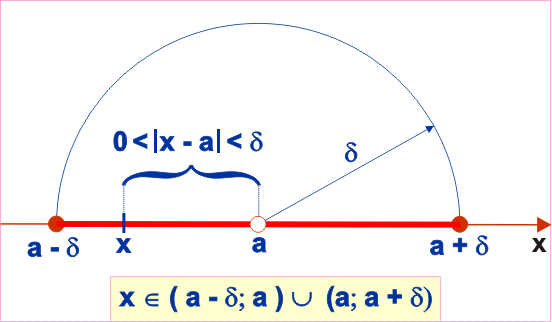 0 < |x - a| < δ
δ
a - δ
x
a
a + δ
x
x ∈ ( a - δ; a ) ∪ (a; a + δ)